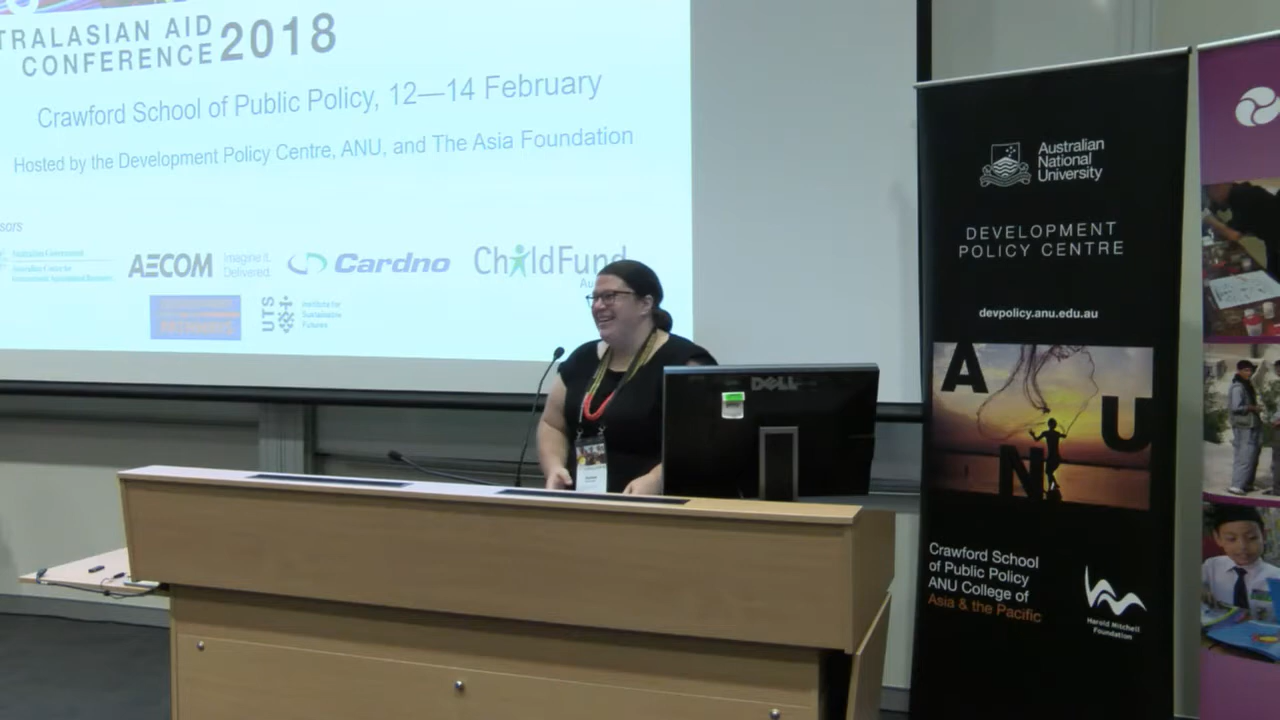 TRALASIAN AID
CONFERENCE 2018
Crawford School of Public Policy, 12—14 February
Hosted by the Development Policy Centre, ANU, and The Asia Foundation
sors
AECOM
Imagine it.
Delivered.
Cardno
ChildFund
Au
UTS
Institute for
Sustainable
Futures
DELL
Australian
National
University
DEVELOPMENT
POLICY CENTRE
devpolicy.anu.edu.au
A
N
U
Crawford School
of Public Policy
ANU College of
Asia & the Pacific
Harold Mitchell
Foundation